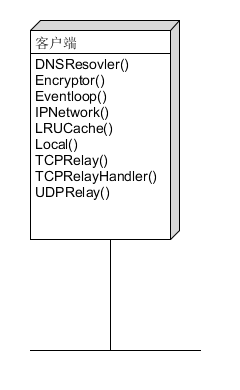 客户端
DNSResovler()
Encryptor()
Eventloop()
IPNetwork()
LRUCache()
Local()
TCPRelay()
TCPRelayHandler()
UDPRelay()